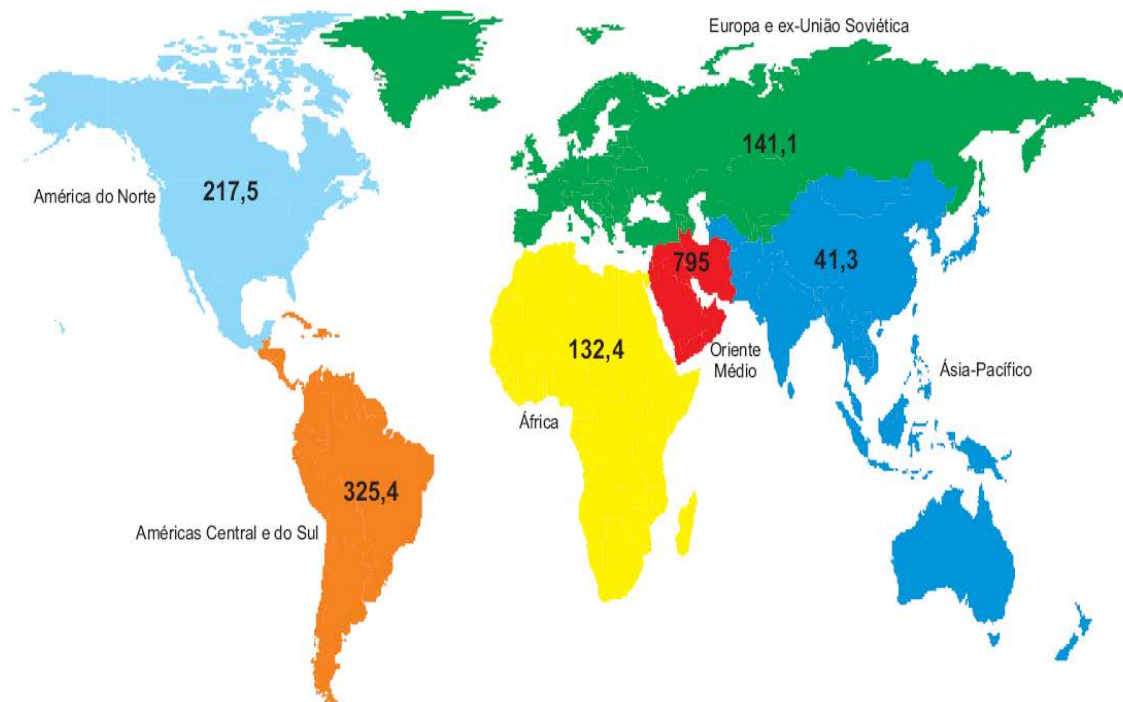 Europa e ex-União Soviética
141,1
América do Norte
217,5
795
41,3
132,4
Oriente
Médio
Ásia-Pacífico
África
325,4
Américas Central e do Sul